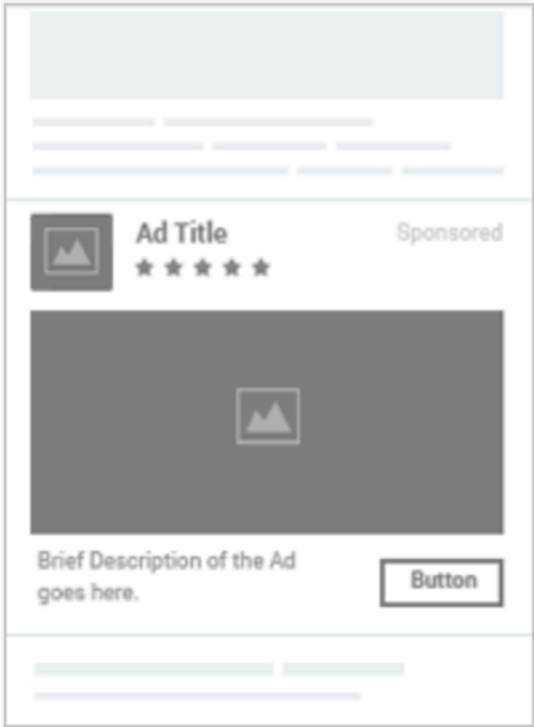 Ad Title
Sponsored
Brief Description of the Ad
goes here.
Button